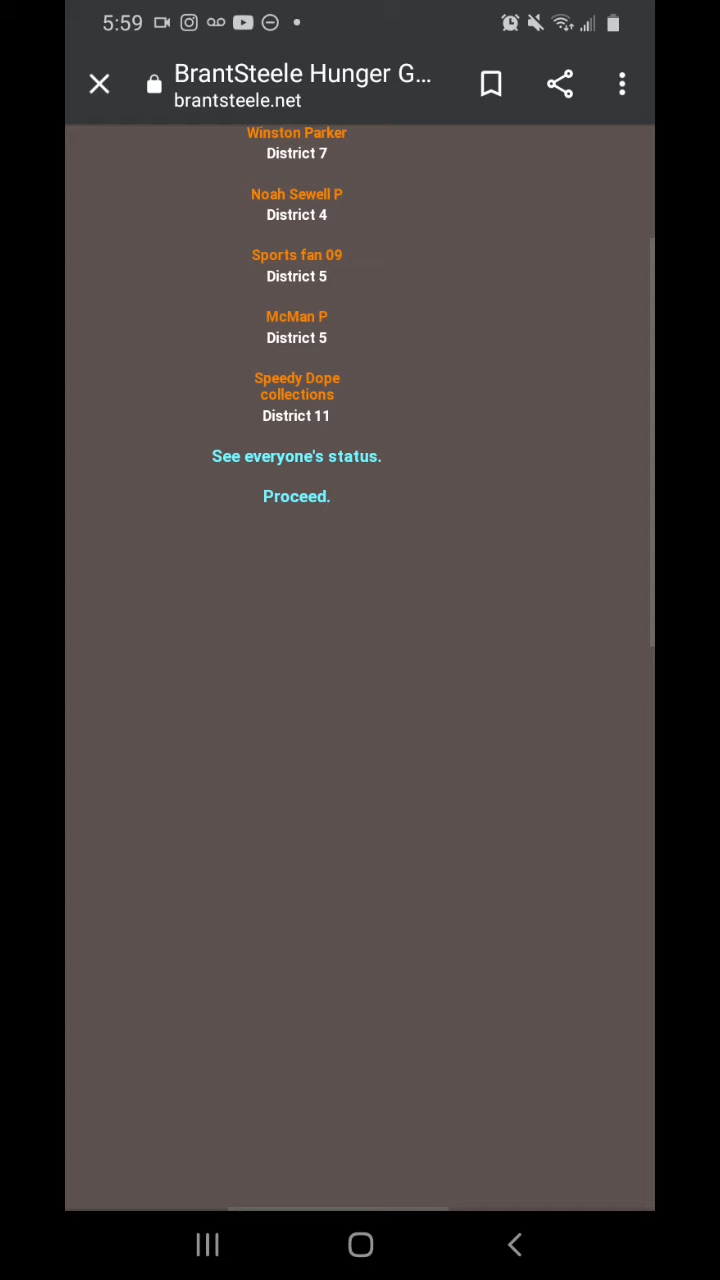 5:59
BrantSteele Hunger G...
brantsteele.net
Winston Parker
District 7
Noah Sewell P
District 4
Sports fan 09
District 5
McMan P
District 5
Speedy Dope
collections
District 11
See everyone's status.
Proceed.